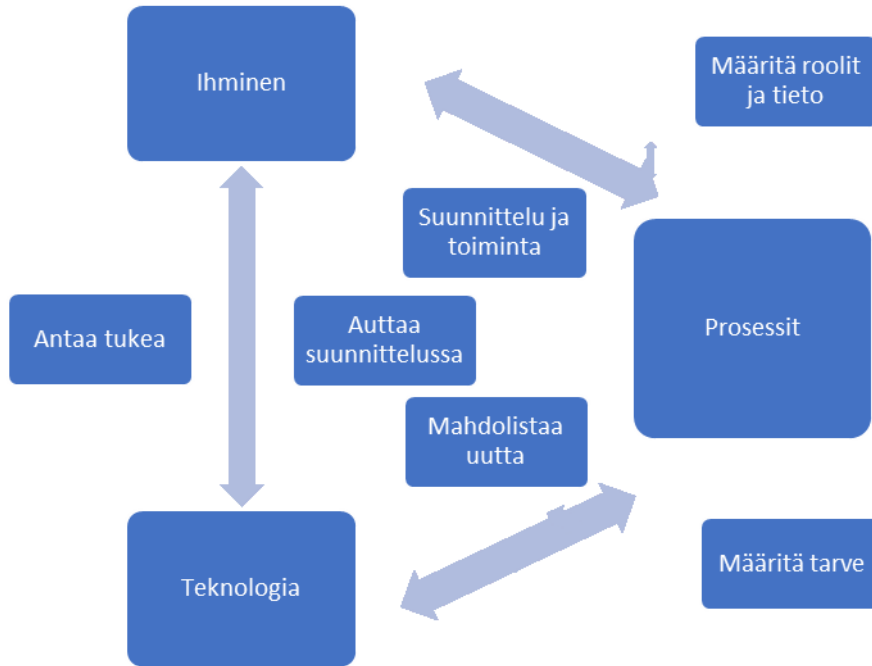 Ihminen
Määritä roolit
ja tieto
Suunnittelu ja
toiminta
Prosessit
Antaa tukea
Auttaa
suunnittelussa
Mahdolistaa
uutta
Teknologia
Määritä tarve